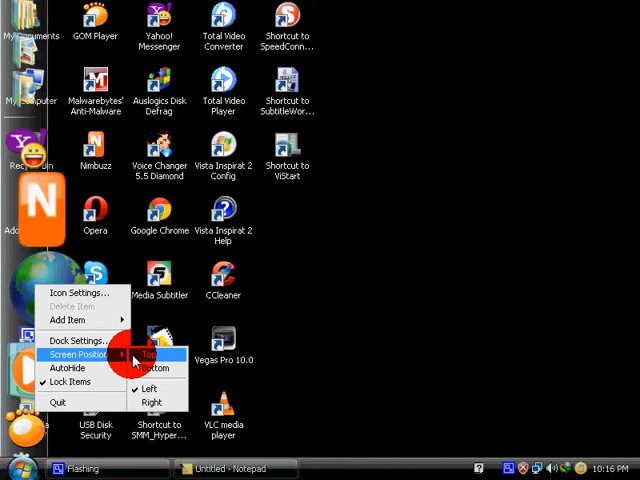 My Documents
GOM Player
Yahoo!
Messenger
Total Video
Converter
Shortcut to
SpeedConn...
My Computer
Malwarebytes'
Anti-Malware
Auslogics Disk
Defrag
Total Video
Player
Shortcut to
SubtitleWor...
Nimbuzz
Voice Changer
5.5 Diamond
Vista Inspirat 2
Config
Shortcut to
ViStart
N
Opera
Google Chrome
Vista Inspirat 2
Help
Media Subtitler
CCleaner
Icon Settings...
Delete Item
Add Item
Dock Settings...
Screen Position
AutoHide
Lock Items
Quit
Top
Bottom
Left
Right
Vegas Pro 10.0
USB Disk
Security
Shortcut to
SMM_Hyper...
VLC media
player
Flashing
Untitled - Notepad
10:16 PM